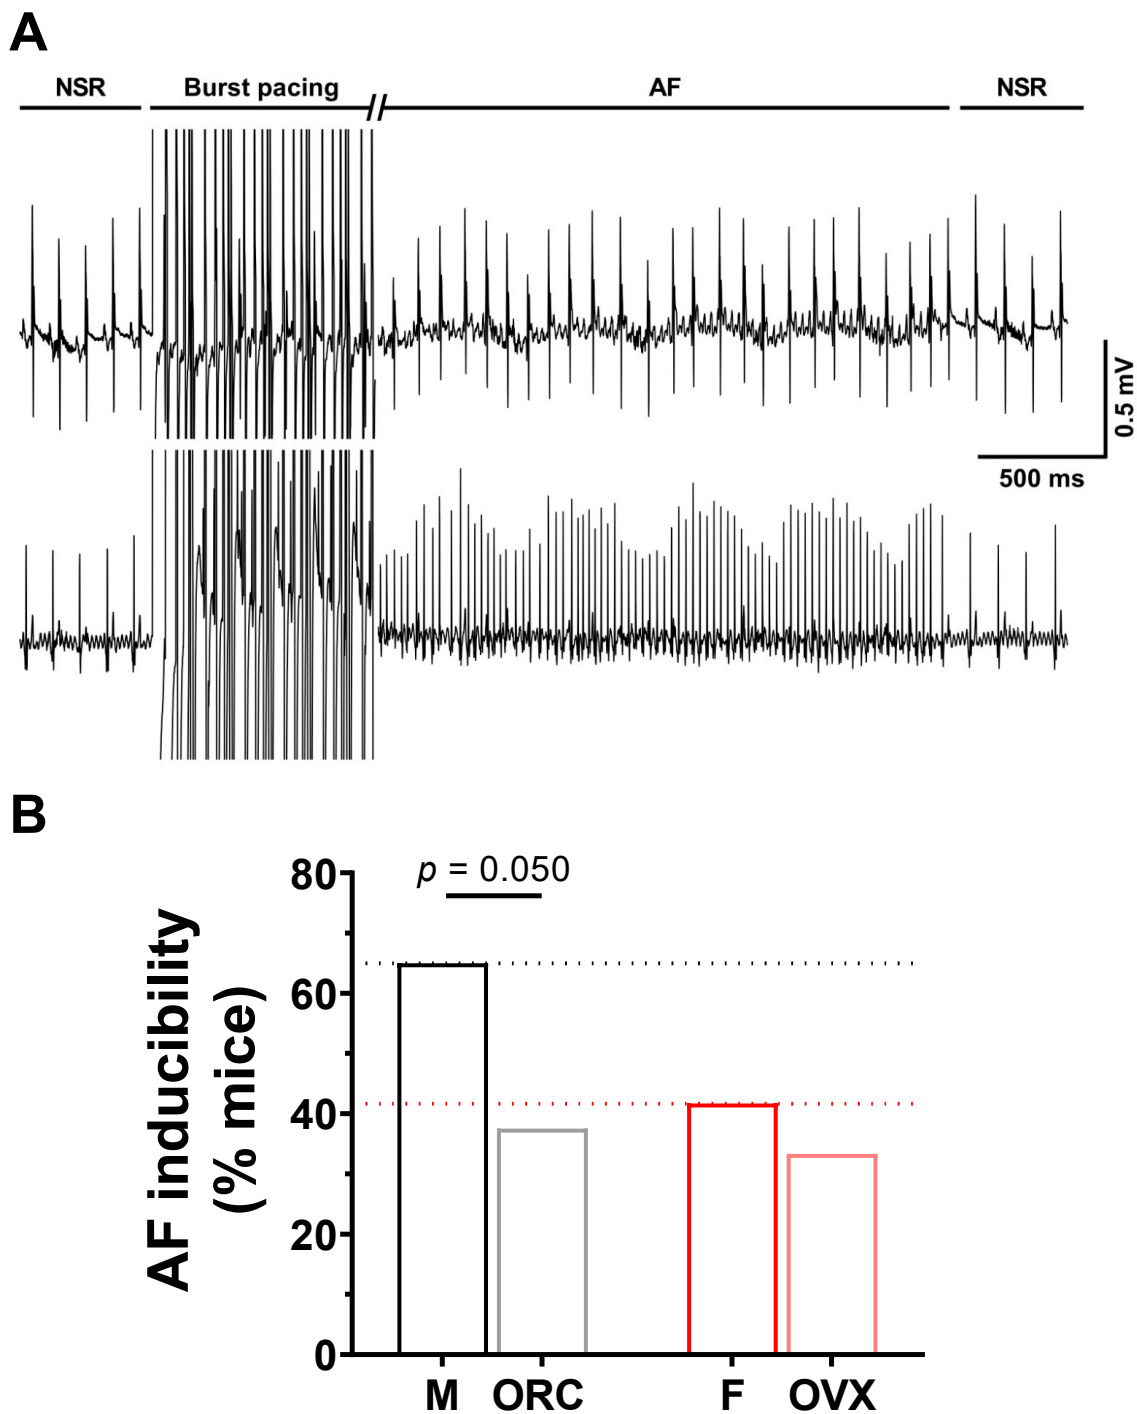 A
NSR Burst pacing AF NSR
0.5 mV
500 ms
B
AF inducibility
(% mice)
p = 0.050
80
60
40
20
0
M ORC F OVX